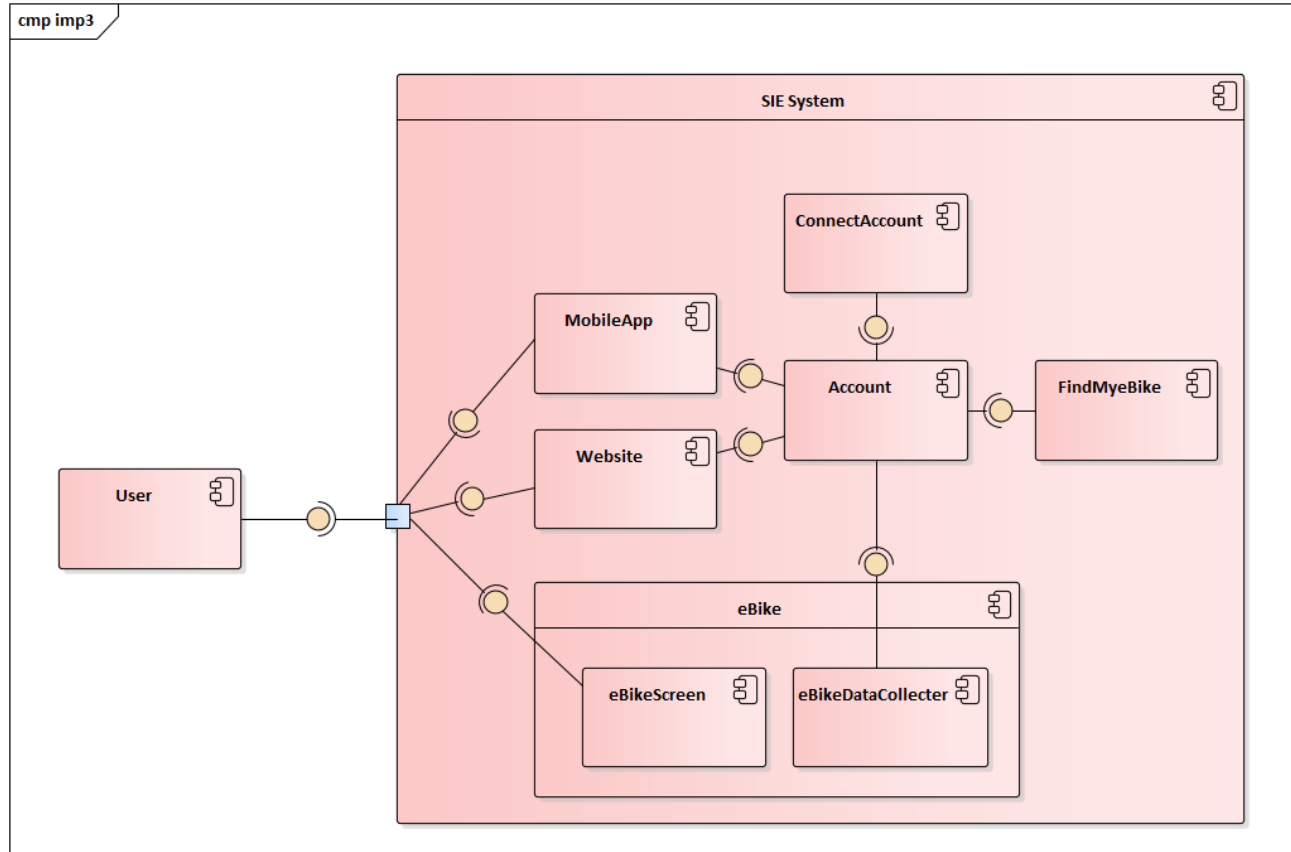 cmp imp3
SIE System
ConnectAccount
MobileApp
Account
FindMyeBike
Website
User
eBike
eBikeScreen
eBikeDataCollecter